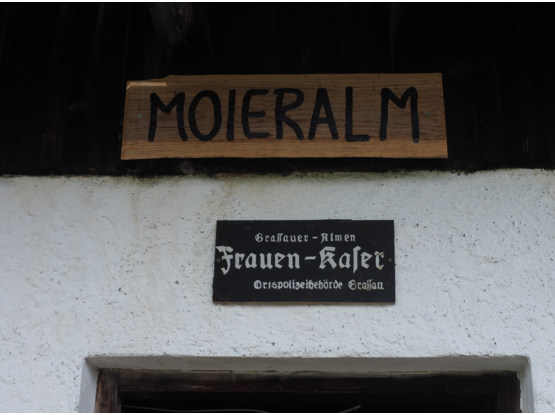 MOIERALM
Graſſauer-Almen
Frauen-Kaſer
Ortspolizeibehörde Graſſau